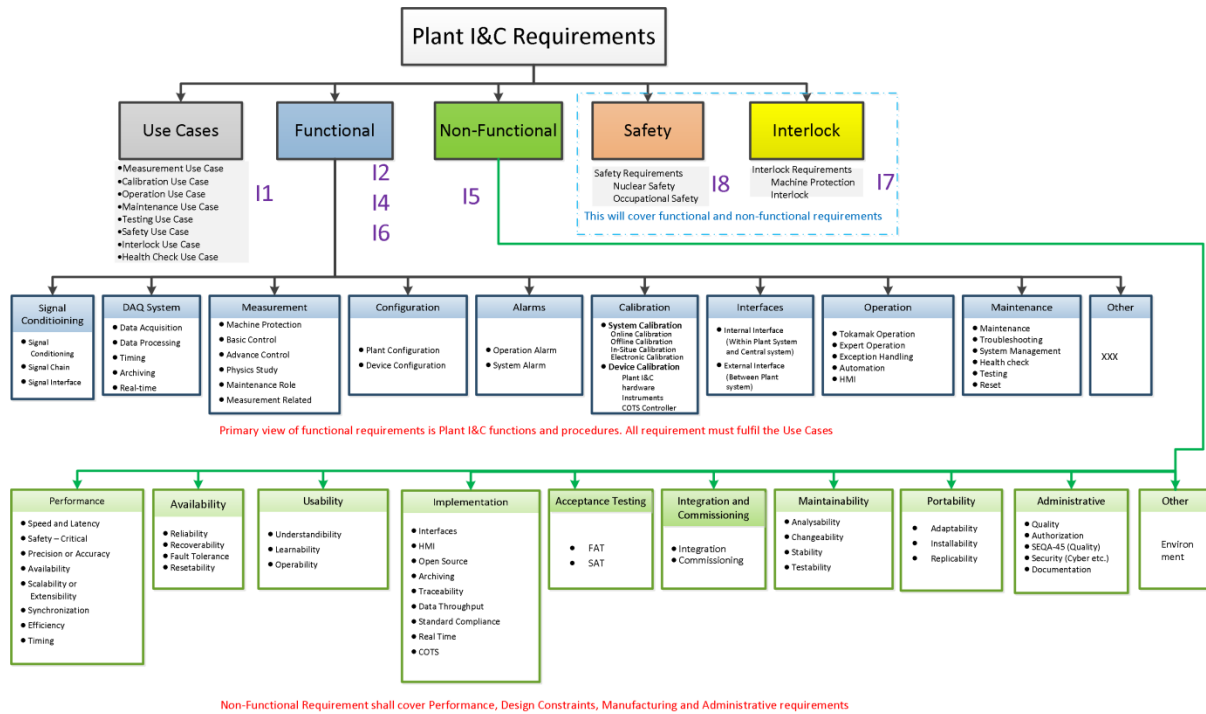 Plant I&C Requirements
Use Cases
Functional
Non-Functional
Safety
Interlock
●Measurement Use Case
●Calibration Use Case
●Operation Use Case
●Maintenance Use Case
●Testing Use Case
●Safety Use Case
●Interlock Use Case
●Health Check Use Case
I1
I2
I4
I6
I5
Safety Requirements
Nuclear Safety
Occupational Safety
I8
Interlock Requirements
Machine Protection
Interlock
I7
This will cover functional and non-functional requirements
Signal
Conditioining
● Signal
Conditioning
● Signal Chain
● Signal Interface
DAQ System
● Data Acquisition
● Data Processing
● Timing
● Archiving
● Real-time
Measurement
● Machine Protection
● Basic Control
● Advance Control
● Physics Study
● Maintenance Role
● Measurement Related
Configuration
● Plant Configuration
● Device Configuration
Alarms
● Operation Alarm
● System Alarm
Calibration
● System Calibration
Online Calibration
Offline Calibration
In-Situe Calibration
Electronic Calibration
● Device Calibration
Plant I&C
hardware
Instruments
COTS Controller
Interfaces
● Internal Interface
(Within Plant System
and Central system)
● External Interface
(Between Plant
system)
Operation
● Tokamak Operation
● Expert Operation
● Exception Handling
● Automation
● HMI
Maintenance
● Maintenance
● Troubleshooting
● System Management
● Health check
● Testing
● Reset
Other
XXX
Primary view of functional requirements is Plant I&C functions and procedures. All requirement must fulfil the Use Cases
Performance
● Speed and Latency
● Safety – Critical
● Precision or Accuracy
● Availability
● Scalability or
Extensibility
● Synchronization
● Efficiency
● Timing
Availability
● Reliability
● Recoverability
● Fault Tolerance
● Resetability
Usability
● Understandibility
● Learnability
● Operability
Implementation
● Interfaces
● HMI
● Open Source
● Archiving
● Traceability
● Data Throughput
● Standard Compliance
● Real Time
● COTS
Acceptance Testing
● FAT
● SAT
Integration and
Commissioning
● Integration
● Commissioning
Maintainability
● Analysability
● Changeability
● Stability
● Testability
Portability
● Adaptability
● Installability
● Replicability
Administrative
● Quality
● Authorization
● SEQA-45 (Quality)
● Security (Cyber etc.)
● Documentation
Other
Environ
ment
Non-Functional Requirement shall cover Performance, Design Constraints, Manufacturing and Administrative requirements